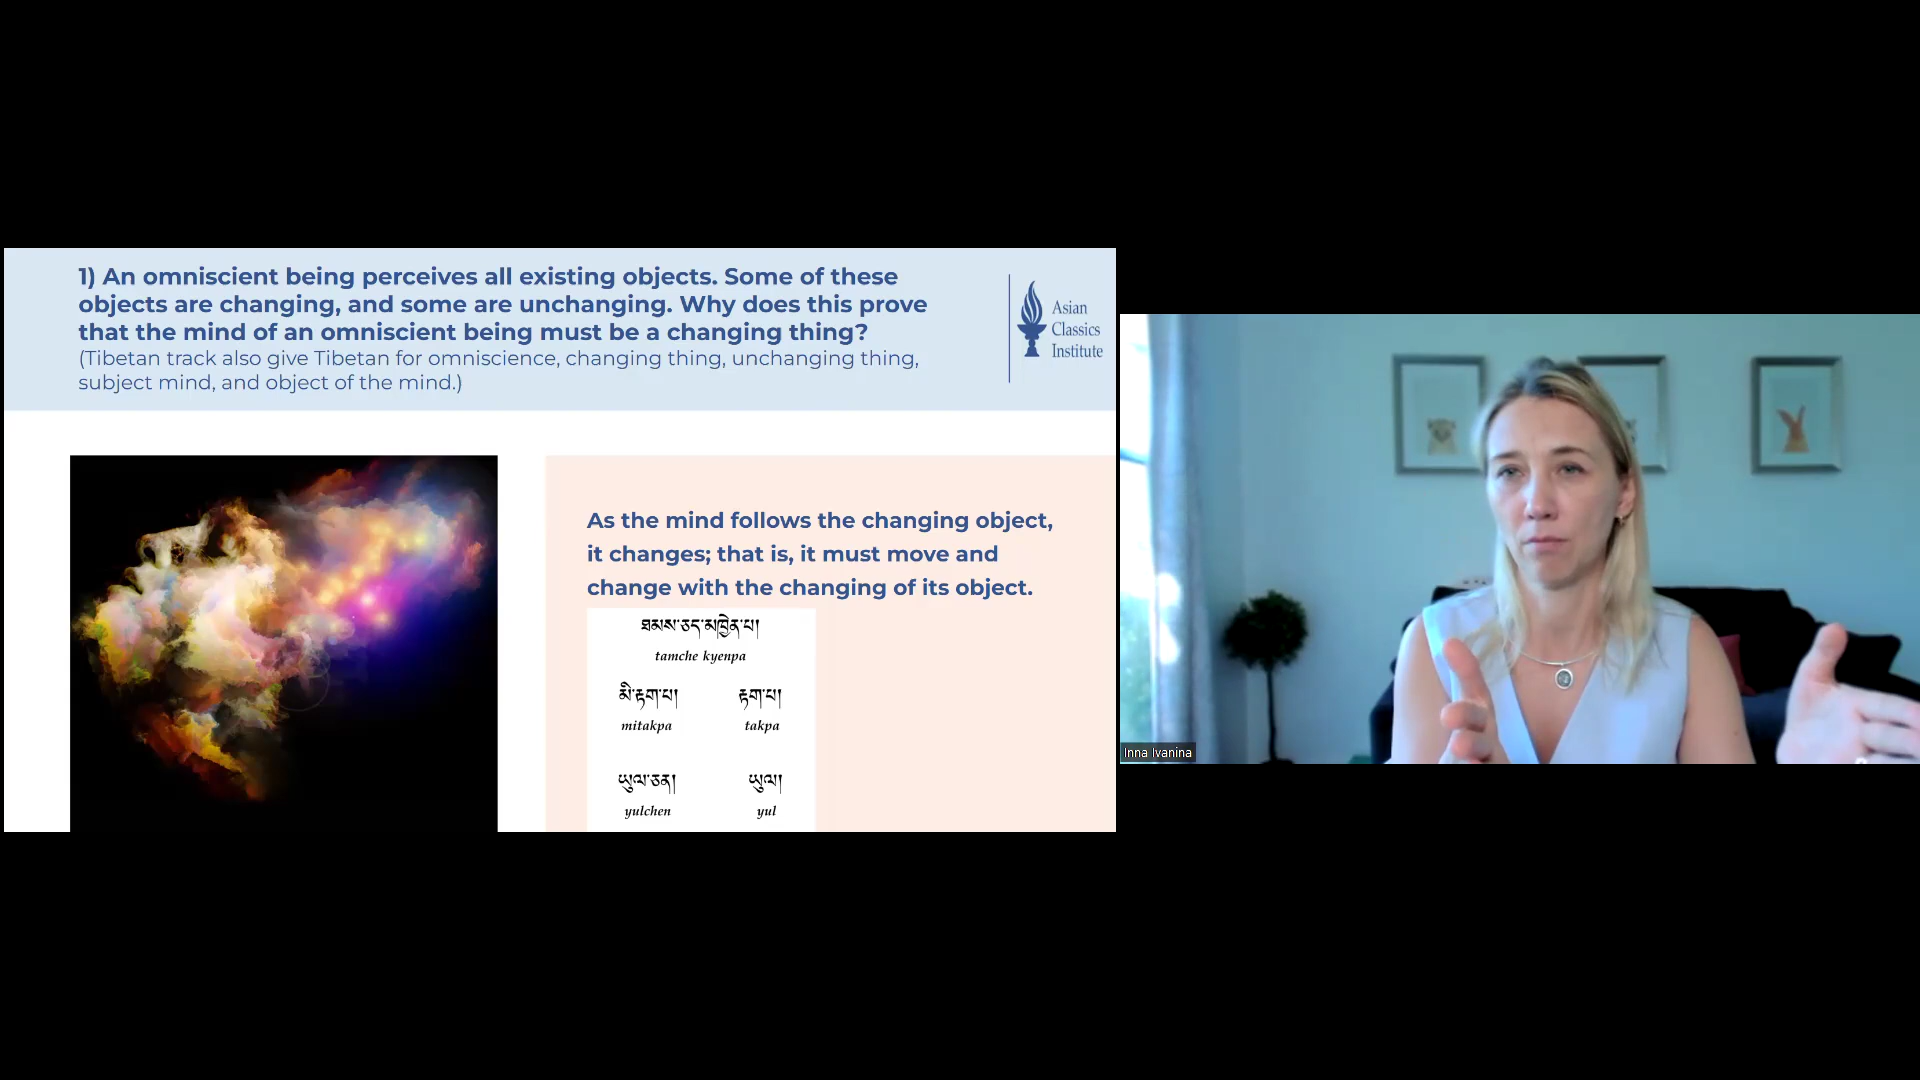 1) An omniscient being perceives all existing objects. Some of these
objects are changing, and some are unchanging. Why does this prove
that the mind of an omniscient being must be a changing thing?
(Tibetan track also give Tibetan for omniscience, changing thing, unchanging thing,
subject mind, and object of the mind.)
Asian
Classics
Institute
As the mind follows the changing object,
it changes; that is, it must move and
change with the changing of its object.
ཐམས་ཅད་མཁྱེན་པ།
tamche kyenpa
མི་རྟག་པ། རྟག་པ།
mitakpa takpa
ཡུལ་ཅན། ཡུལ།
yulchen yul
Inna Ivanina